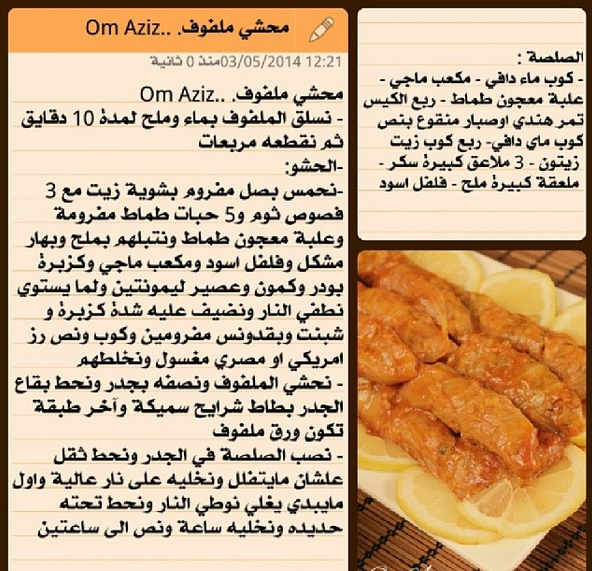 محشي ملفوف. ..Om Aziz
12:21 03/05/2014منذ 0 ثانية
محشي ملفوف. ..Om Aziz
- نسلق الملفوف بماء وملح لمدة 10 دقايق
ثم نقطعه مربعات
-الحشو:
-نحمس بصل مفروم بشوية زيت مع 3
فصوص ثوم و5 حبات طماط مفرومة
وعلبة معجون طماط ونتبلهم بملح وبهار
مشكل وفلفل اسود ومكعب ماجي وكزبرة
بودر وكمون وعصير ليمونتين ولما يستوي
نطفي النار ونضيف عليه شدة كزبرة و
شبنت وبقدونس مفرومين وكوب ونص رز
امريكي او مصري مغسول ونخلطهم
- نحشي الملفوف ونصفه بجدر ونحط بقاع
الجدر بطاط شرايح سميكة وآخر طبقة
تكون ورق ملفوف
- نصب الصلصة في الجدر ونحط ثقل
علشان مايتفلل ونخليه على نار عالية واول
مايبدي يغلي نوطي النار ونحط تحته
حديده ونخليه ساعة ونص الى ساعتين
الصلصة :
- كوب ماء دافي - مكعب ماجي -
علبة معجون طماط - ربع الكيس
تمر هندي اوصبار منقوع بنص
كوب ماي دافي- ربع كوب زيت
زيتون - 3 ملاعق كبيرة سكر -
ملعقة كبيرة ملح - فلفل اسود